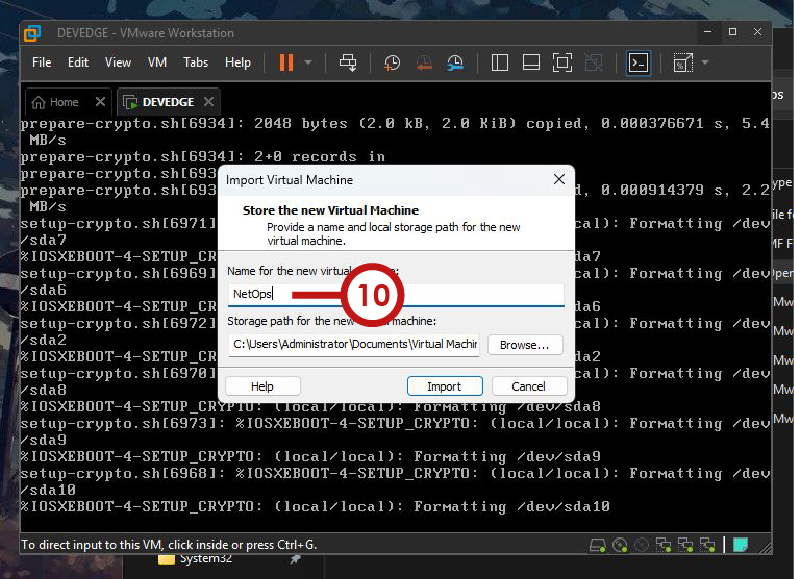 DEVEDGE - VMware Workstation
File Edit View VM Tabs Help
Home DEVEDGE
prepare-crypto.sh[6934]: 2048 bytes (2.0 kB, 2.0 KiB) copied, 0.000376671 s, 5.4
MB/s
prepare-crypto.sh[6934]: 2+0 records in
prepare-crypto.sh[693
prepare-crypto.sh[693 d, 0.000914379 s, 2.2
MB/s
setup-crypto.sh[6971] cal): Formatting /dev
/sda7
%IOSXEBOOT-4-SETUP_CR da7
setup-crypto.sh[6969] cal): Formatting /dev
/sda6
%IOSXEBOOT-4-SETUP_CR da6
setup-crypto.sh[6972] cal): Formatting /dev
/sda2
%IOSXEBOOT-4-SETUP_CR da2
setup-crypto.sh[6970] cal): Formatting /dev
/sda8
%IOSXEBOOT-4-SETUP_CRYPTO: (local/local): Formatting /dev/sda8
setup-crypto.sh[6973]: %IOSXEBOOT-4-SETUP_CRYPTO: (local/local): Formatting /dev
/sda9
%IOSXEBOOT-4-SETUP_CRYPTO: (local/local): Formatting /dev/sda9
setup-crypto.sh[6968]: %IOSXEBOOT-4-SETUP_CRYPTO: (local/local): Formatting /dev
/sda10
%IOSXEBOOT-4-SETUP_CRYPTO: (local/local): Formatting /dev/sda10
Import Virtual Machine
Store the new Virtual Machine
Provide a name and local storage path for the new
virtual machine.
Name for the new virtual e:
NetOps
10
Storage path for the new machine:
C:\Users\Administrator\Documents\Virtual Machin
Browse...
Help Import Cancel
To direct input to this VM, click inside or press Ctrl+G.
System32